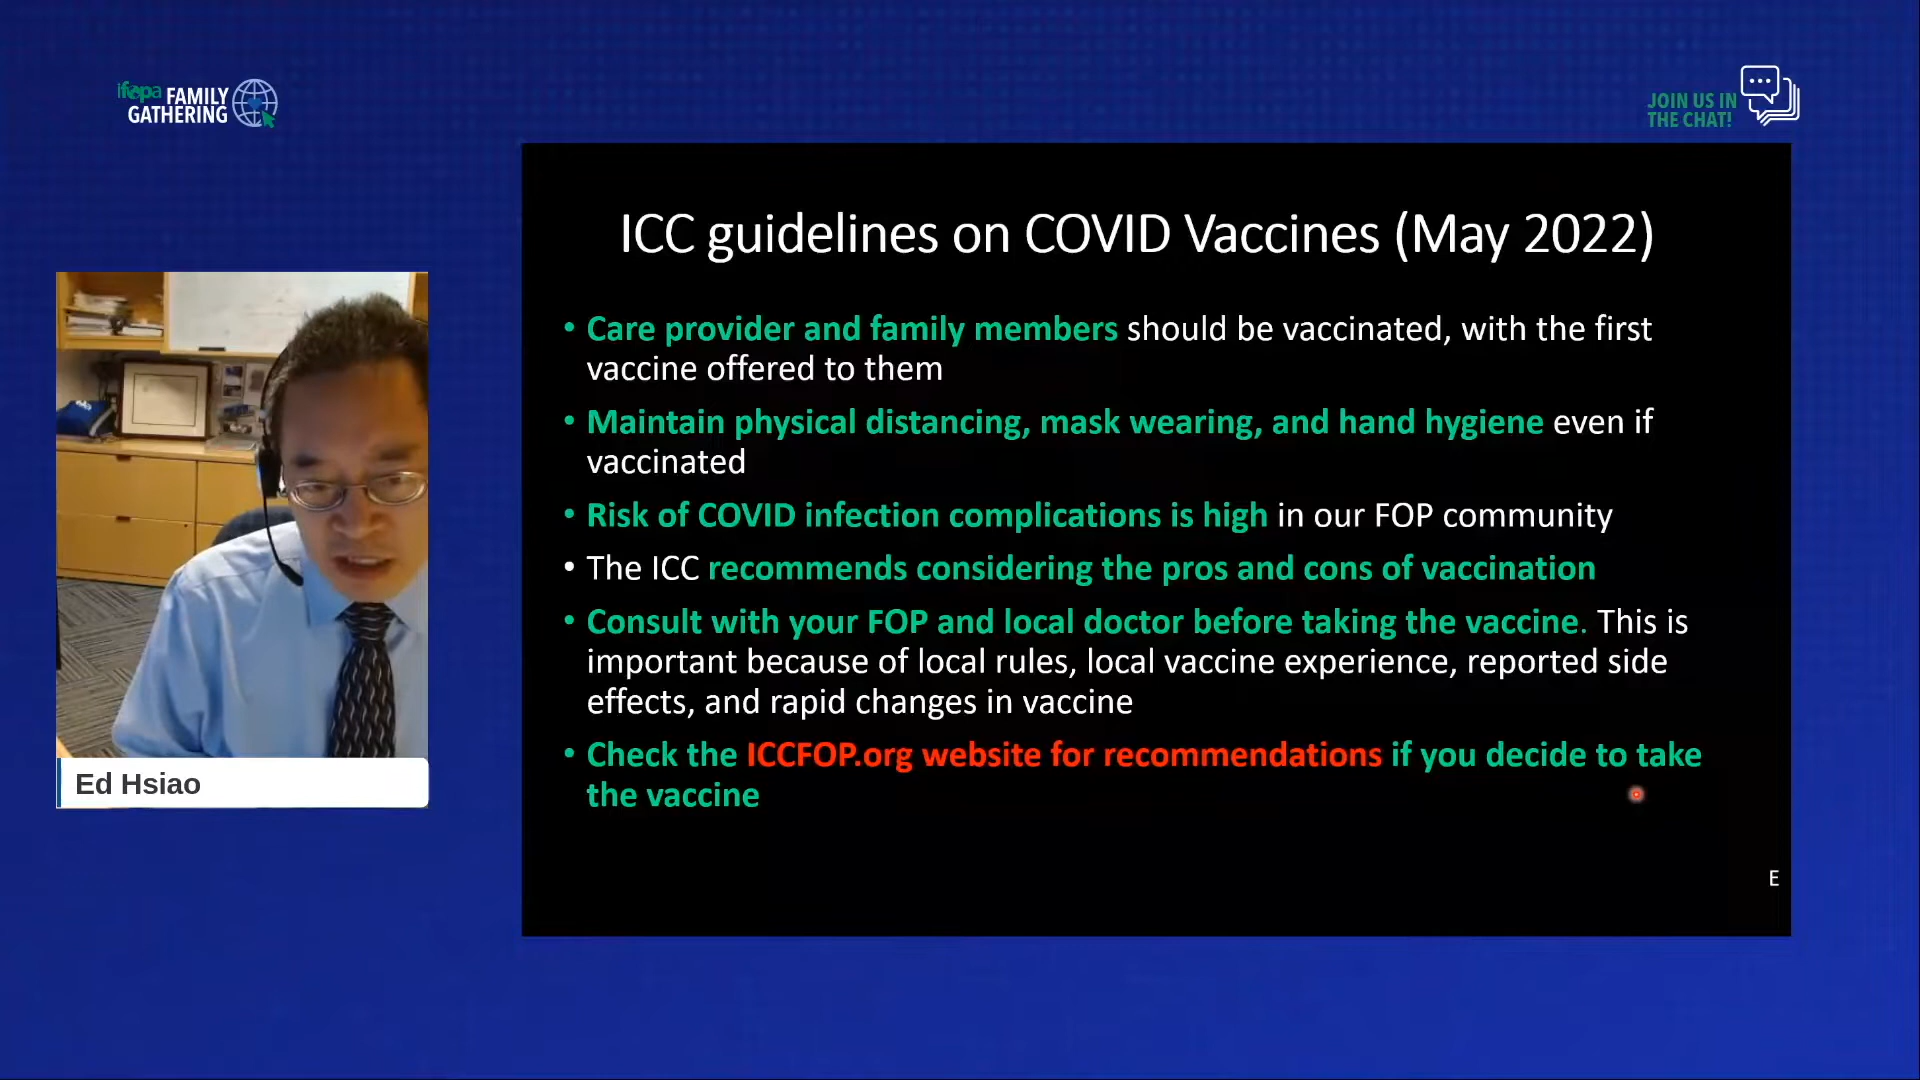 ifopa FAMILY
GATHERING
JOIN US IN
THE CHAT!
ICC guidelines on COVID Vaccines (May 2022)
• Care provider and family members should be vaccinated, with the first
vaccine offered to them
• Maintain physical distancing, mask wearing, and hand hygiene even if
vaccinated
• Risk of COVID infection complications is high in our FOP community
• The ICC recommends considering the pros and cons of vaccination
• Consult with your FOP and local doctor before taking the vaccine. This is
important because of local rules, local vaccine experience, reported side
effects, and rapid changes in vaccine
• Check the ICCFOP.org website for recommendations if you decide to take
the vaccine
E
Ed Hsiao